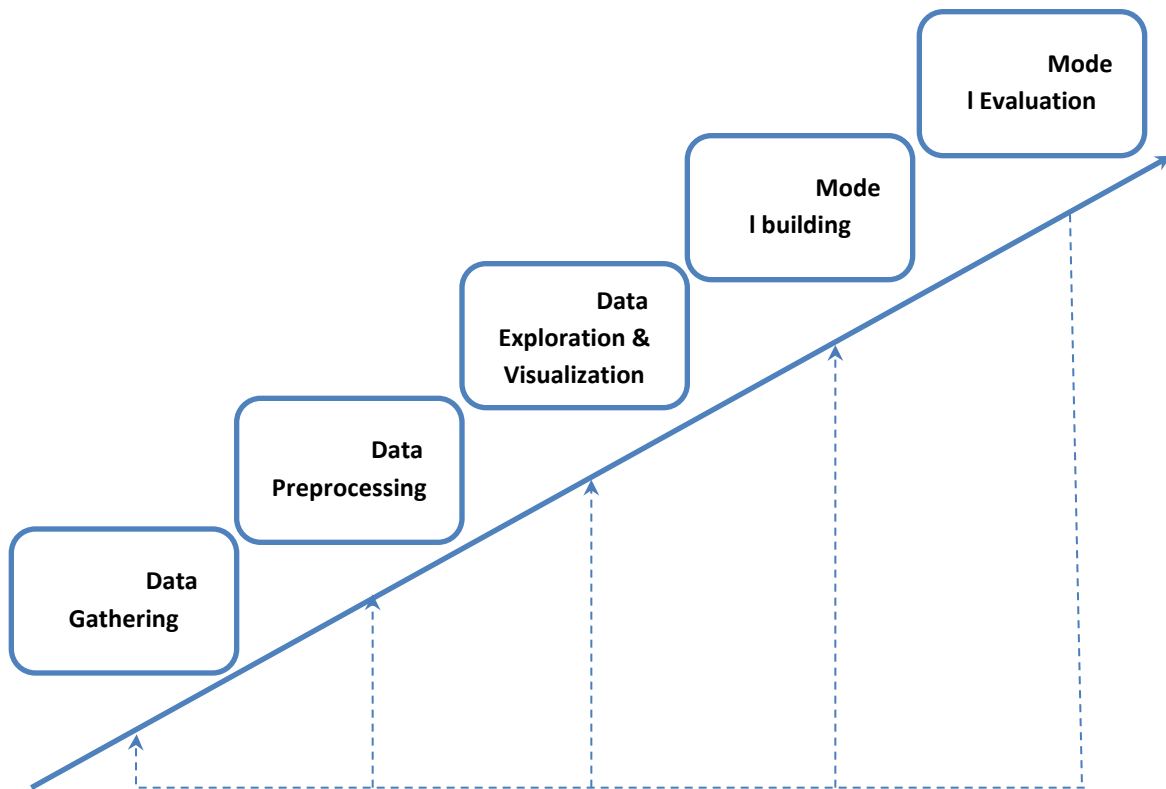 Mode
l Evaluation
Mode
l building
Data
Exploration &
Visualization
Data
Preprocessing
Data
Gathering